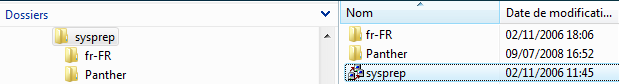 Dossiers
sysprep
fr-FR
Panther
Nom Date de modificati...
fr-FR 02/11/2006 18:06
Panther 09/07/2008 16:52
sysprep 02/11/2006 11:45